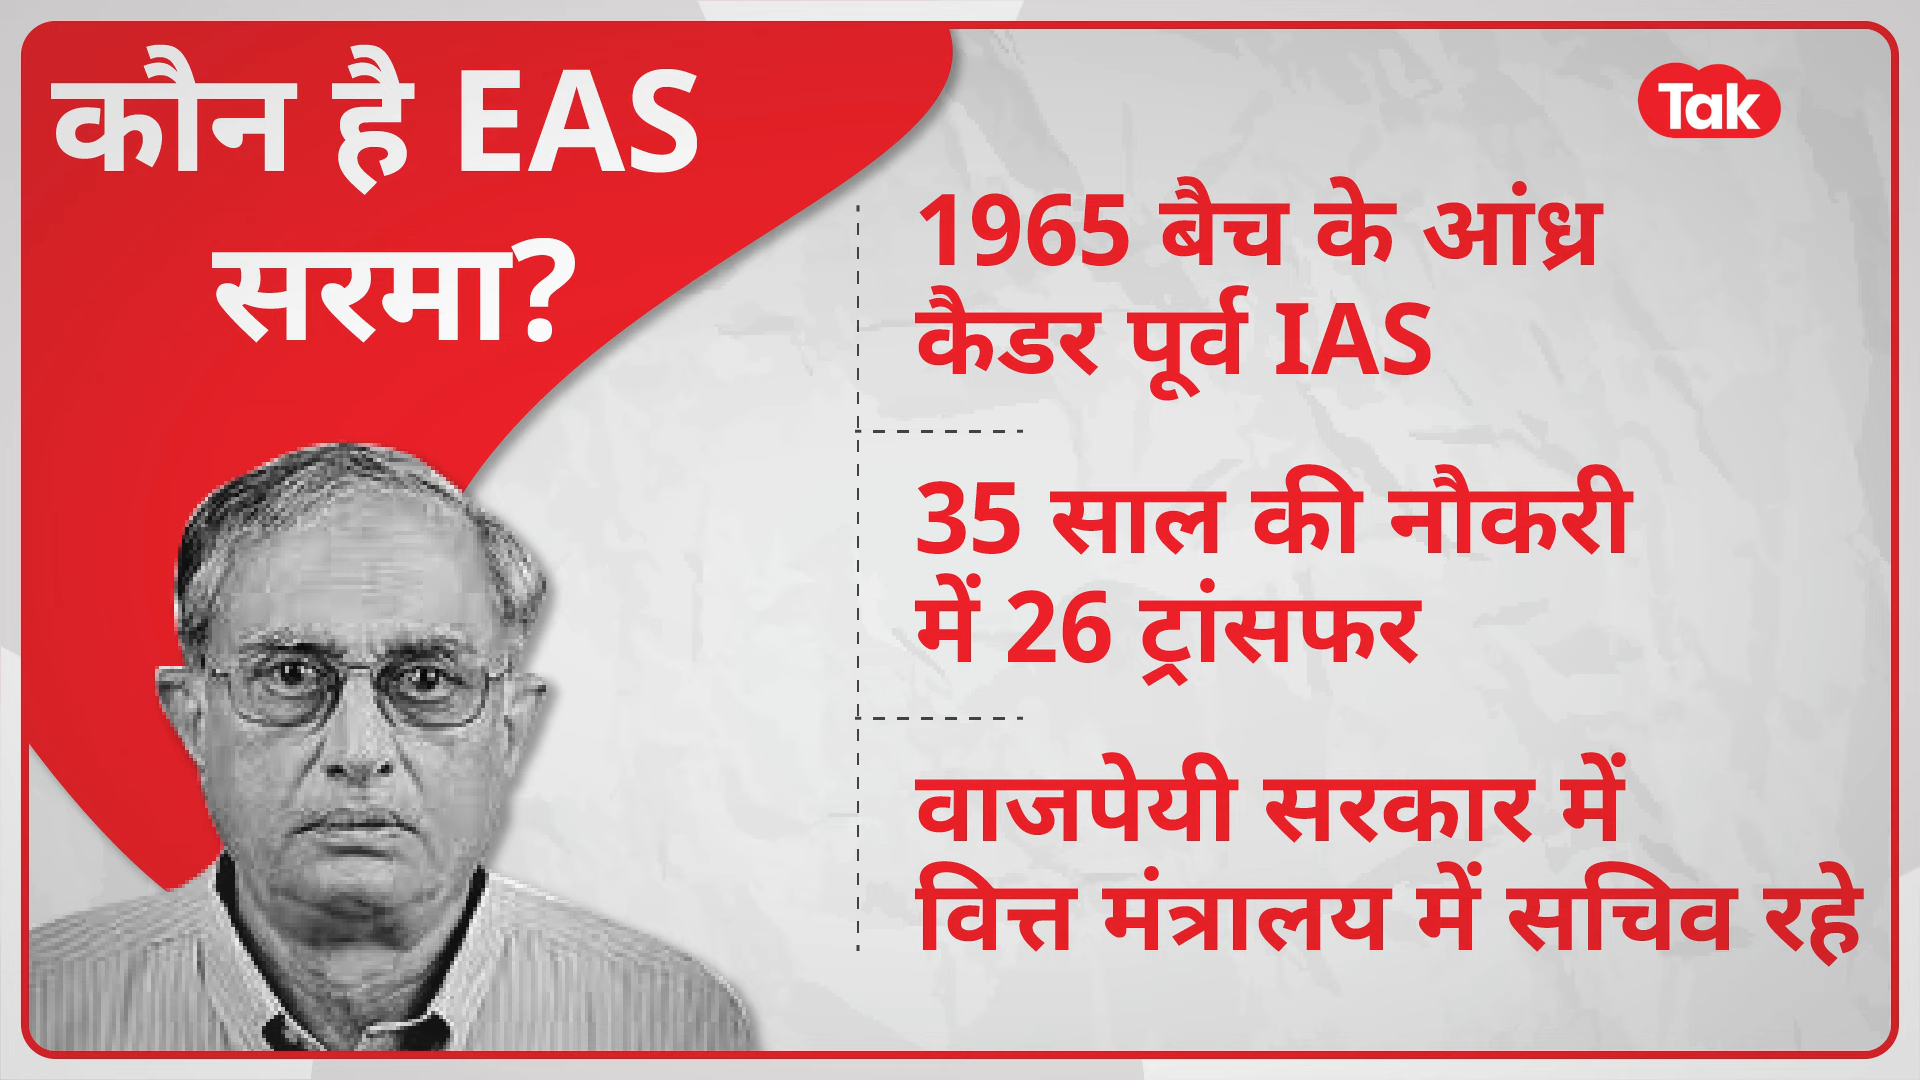 कौन है EAS
सरमा?
Tak
1965 बैच के आंध्र
कैडर पूर्व IAS
35 साल की नौकरी
में 26 ट्रांसफर
वाजपेयी सरकार में
वित्त मंत्रालय में सचिव रहे